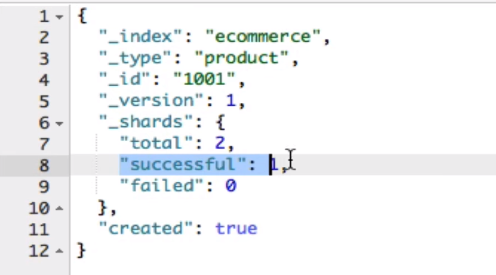 1 {
2 "_index": "ecommerce",
3 "_type": "product",
4 "_id": "1001",
5 "_version": 1,
6 "_shards": {
7 "total": 2,
8 "successful": 1,
9 "failed": 0
10 },
11 "created": true
12 }